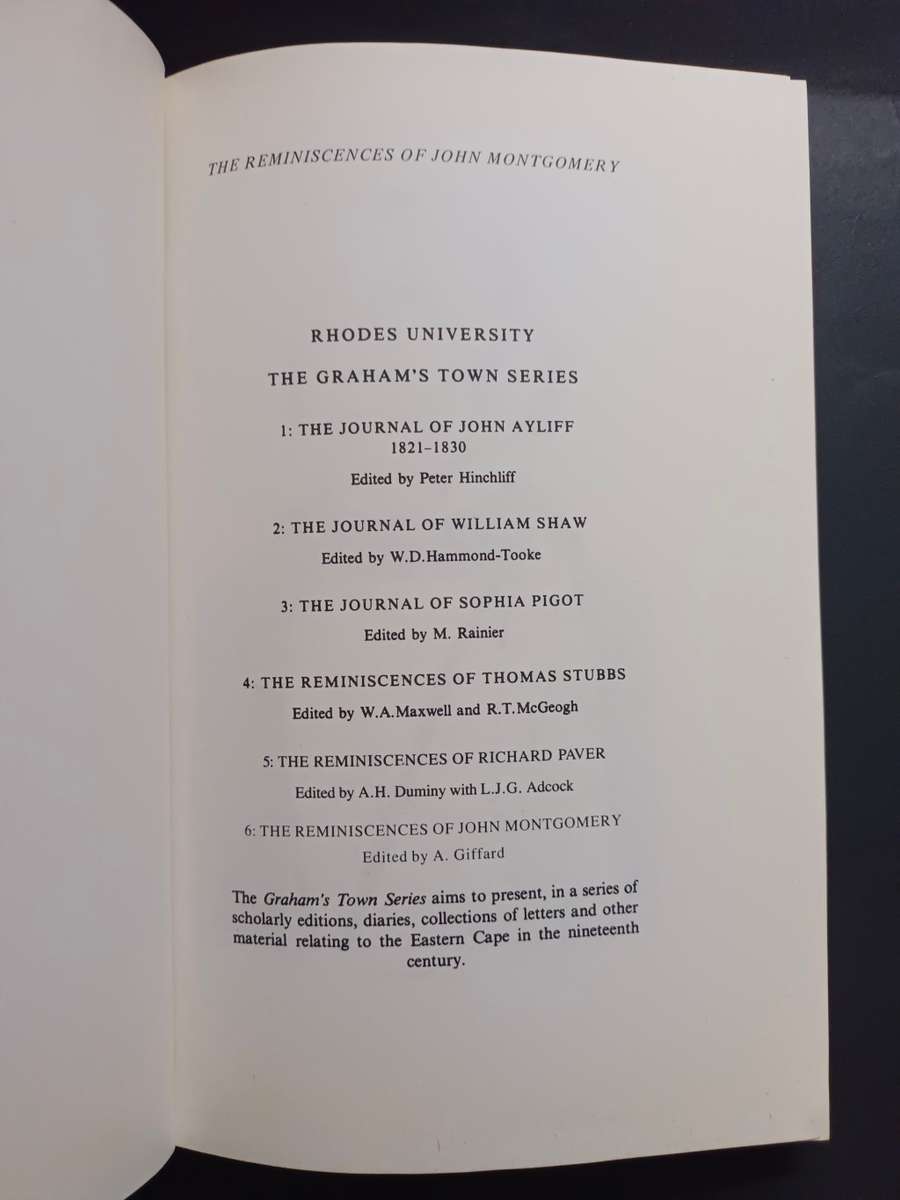 THE REMINISCENCES OF JOHN MONTGOMERY
RHODES UNIVERSITY
THE GRAHAM'S TOWN SERIES
1: THE JOURNAL OF JOHN AYLIFF
1821–1830
Edited by Peter Hinchliff
2: THE JOURNAL OF WILLIAM SHAW
Edited by W.D.Hammond-Tooke
3: THE JOURNAL OF SOPHIA PIGOT
Edited by M. Rainier
4: THE REMINISCENCES OF THOMAS STUBBS
Edited by W.A.Maxwell and R.T.McGeogh
5: THE REMINISCENCES OF RICHARD PAVER
Edited by A.H. Duminy with L.J.G. Adcock
6: THE REMINISCENCES OF JOHN MONTGOMERY
Edited by A. Giffard
The Graham's Town Series aims to present, in a series of
scholarly editions, diaries, collections of letters and other
material relating to the Eastern Cape in the nineteenth
century.